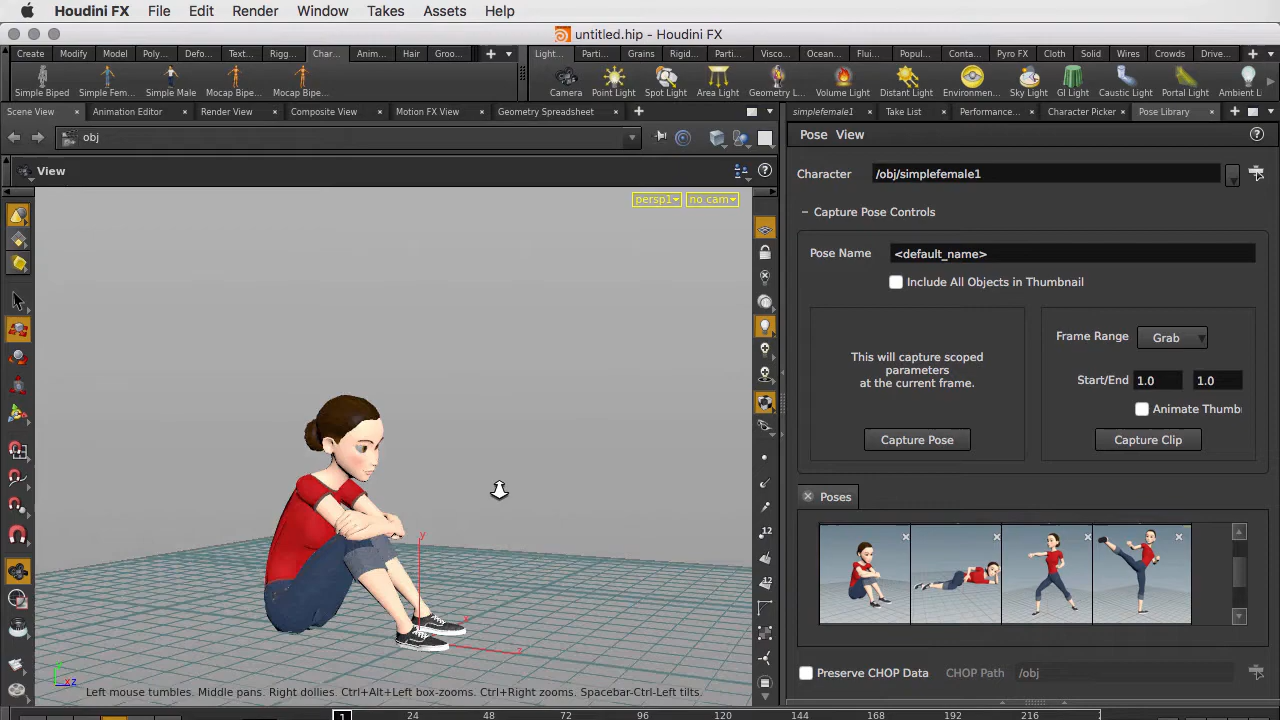 Houdini FX File Edit Render Window Takes Assets Help
untitled.hip - Houdini FX
Create Modify Model Poly... Defo... Text... Rigg... Char... Anim... Hair Groo... Light... Parti... Grains Rigid... Parti... Visco... Ocean... Flui... Popul... Conta... Pyro FX Cloth Solid Wires Crowds Drive...
Simple Biped Simple Fem... Simple Male Mocap Bipe... Mocap Bipe... Camera Point Light Spot Light Area Light Geometry L... Volume Light Distant Light Environmen... Sky Light GI Light Caustic Light Portal Light Ambient L
Scene View Animation Editor Render View Composite View Motion FX View Geometry Spreadsheet simplefemale1 Take List Performance... Character Picker Pose Library
obj
Pose View
View
persp1 no cam
Character /obj/simplefemale1
Capture Pose Controls
Pose Name <default_name>
Include All Objects in Thumbnail
This will capture scoped
parameters
at the current frame.
Capture Pose
Frame Range Grab
Start/End 1.0 1.0
Animate Thumb
Capture Clip
Poses
Preserve CHOP Data CHOP Path /obj
12
12
y
x
z
xz
Left mouse tumbles. Middle pans. Right dollies. Ctrl+Alt+Left box-zooms. Ctrl+Right zooms. Spacebar-Ctrl-Left tilts.
1 24 48 72 96 120 144 168 192 216 240